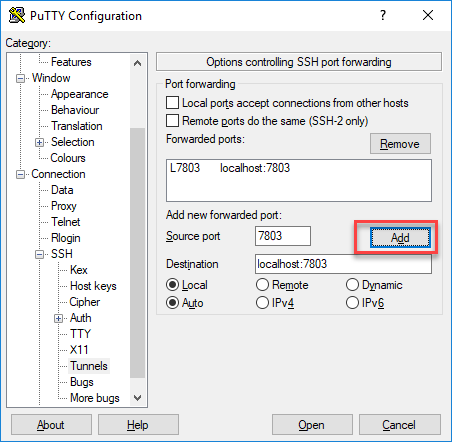 PuTTY Configuration
Category:
Features
Window
Appearance
Behaviour
Translation
Selection
Colours
Connection
Data
Proxy
Telnet
Rlogin
SSH
Kex
Host keys
Cipher
Auth
TTY
X11
Tunnels
Bugs
More bugs
Options controlling SSH port forwarding
Port forwarding
Local ports accept connections from other hosts
Remote ports do the same (SSH-2 only)
Forwarded ports:
Remove
L7803 localhost:7803
Add new forwarded port:
Source port 7803 Add
Destination localhost:7803
Local Remote Dynamic
Auto IPv4 IPv6
About Help Open Cancel